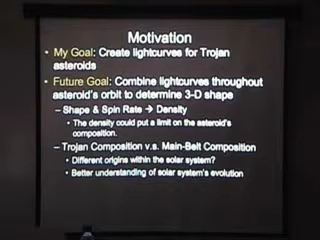 Motivation
• My Goal: Create lightcurves for Trojan
asteroids
• Future Goal: Combine lightcurves throughout
asteroid's orbit to determine 3-D shape
– Shape & Spin Rate → Density
• The density could put a limit on the asteroid's
composition.
– Trojan Composition v.s. Main-Belt Composition
• Different origins within the solar system?
• Better understanding of solar system's evolution